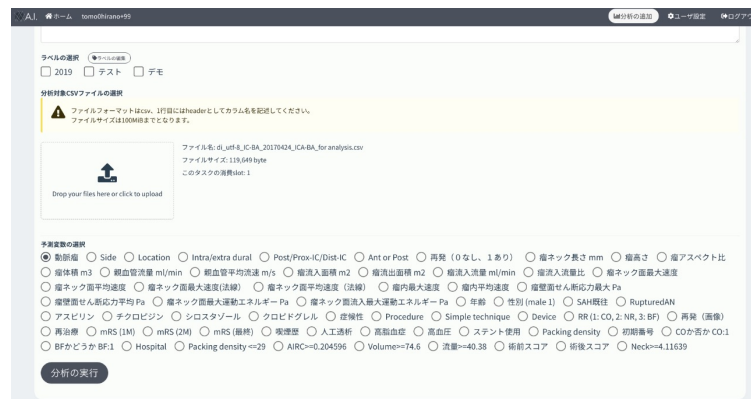 A.I. ホーム tomo0hirano+99 分析の追加 ユーザ設定 ログアウ
ラベルの選択 ラベルの編集
2019 テスト デモ
分析対象CSVファイルの選択
ファイルフォーマットはcsv、1行目にはheaderとしてカラム名を記述してください。
ファイルサイズは100MiBまでとなります。
ファイル名: di_utf-8_IC-BA_20170424_ICA-BA_for analysis.csv
ファイルサイズ: 119,649 byte
このタスクの消費slot: 1
Drop your files here or click to upload
予測変数の選択
動脈瘤 Side Location Intra/extra dural Post/Prox-IC/Dist-IC Ant or Post 再発（０なし、１あり） 瘤ネック長さ mm 瘤高さ 瘤アスペクト比
瘤体積 m3 親血管流量 ml/min 親血管平均流速 m/s 瘤流入面積 m2 瘤流出面積 m2 瘤流入流量 ml/min 瘤流入流量比 瘤ネック面最大速度
瘤ネック面平均速度 瘤ネック面最大速度(法線) 瘤ネック面平均速度（法線） 瘤内最大速度 瘤内平均速度 瘤壁面せん断応力最大 Pa
瘤壁面せん断応力平均 Pa 瘤ネック面最大運動エネルギー Pa 瘤ネック面流入最大運動エネルギー Pa 年齢 性別 (male 1) SAH既往 RupturedAN
アスピリン チクロピジン シロスタゾール クロピドグレル 症候性 Procedure Simple technique Device RR (1: CO, 2: NR, 3: BF) 再発（画像）
再治療 mRS (1M) mRS (2M) mRS (最終) 喫煙歴 人工透析 高脂血症 高血圧 ステント使用 Packing density 初期番号 COか否か CO:1
BFかどうか BF:1 Hospital Packing density <=29 AIRC>=0.204596 Volume>=74.6 流量>=40.38 術前スコア 術後スコア Neck>=4.11639
分析の実行